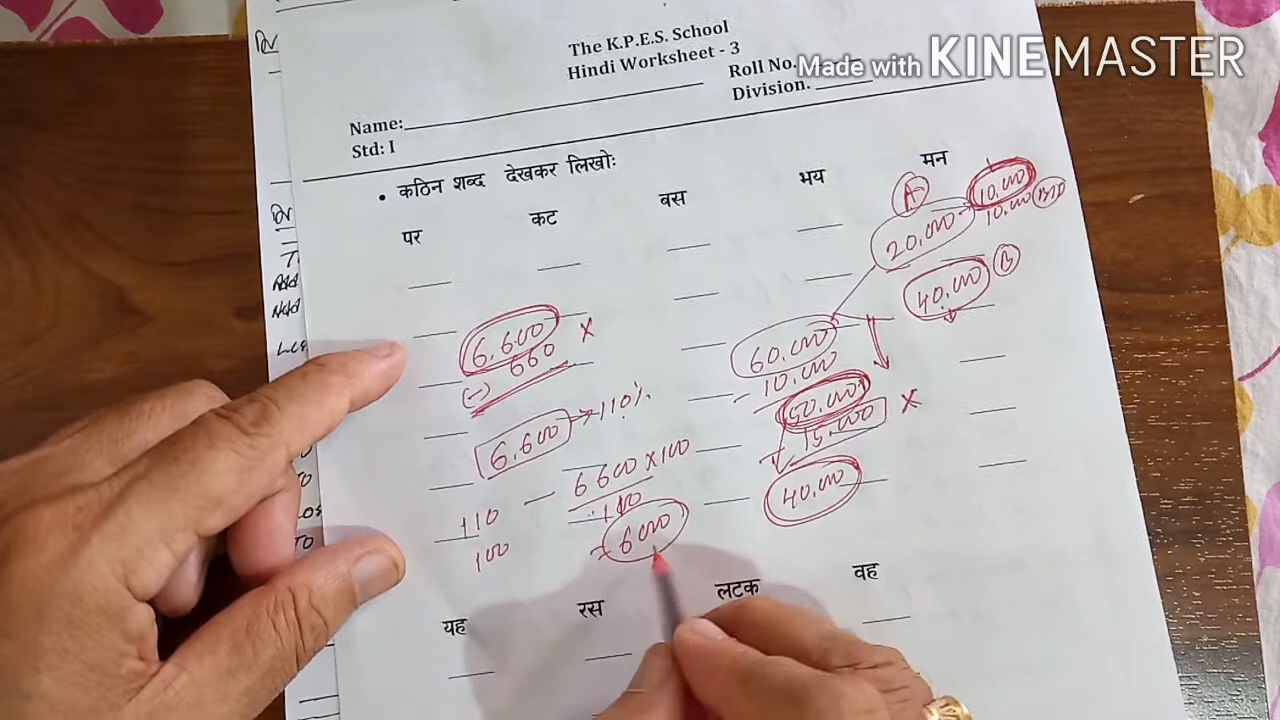 The K.P.E.S. School
Hindi Worksheet - 3
Made with KINEMASTER
Roll No.
Name:
Division.
Std: I
• कठिन शब्द देखकर लिखोः
पर कट बस भय मन
A 10.000
20.000 10.000
40.000 B
6.600 x
(-) 660
60.000
- 10.000
50.000
15.000 x
40.000
6.600 → 110%
110 - 6600 x 100
110
100 = 6000
यह रस लटक वह